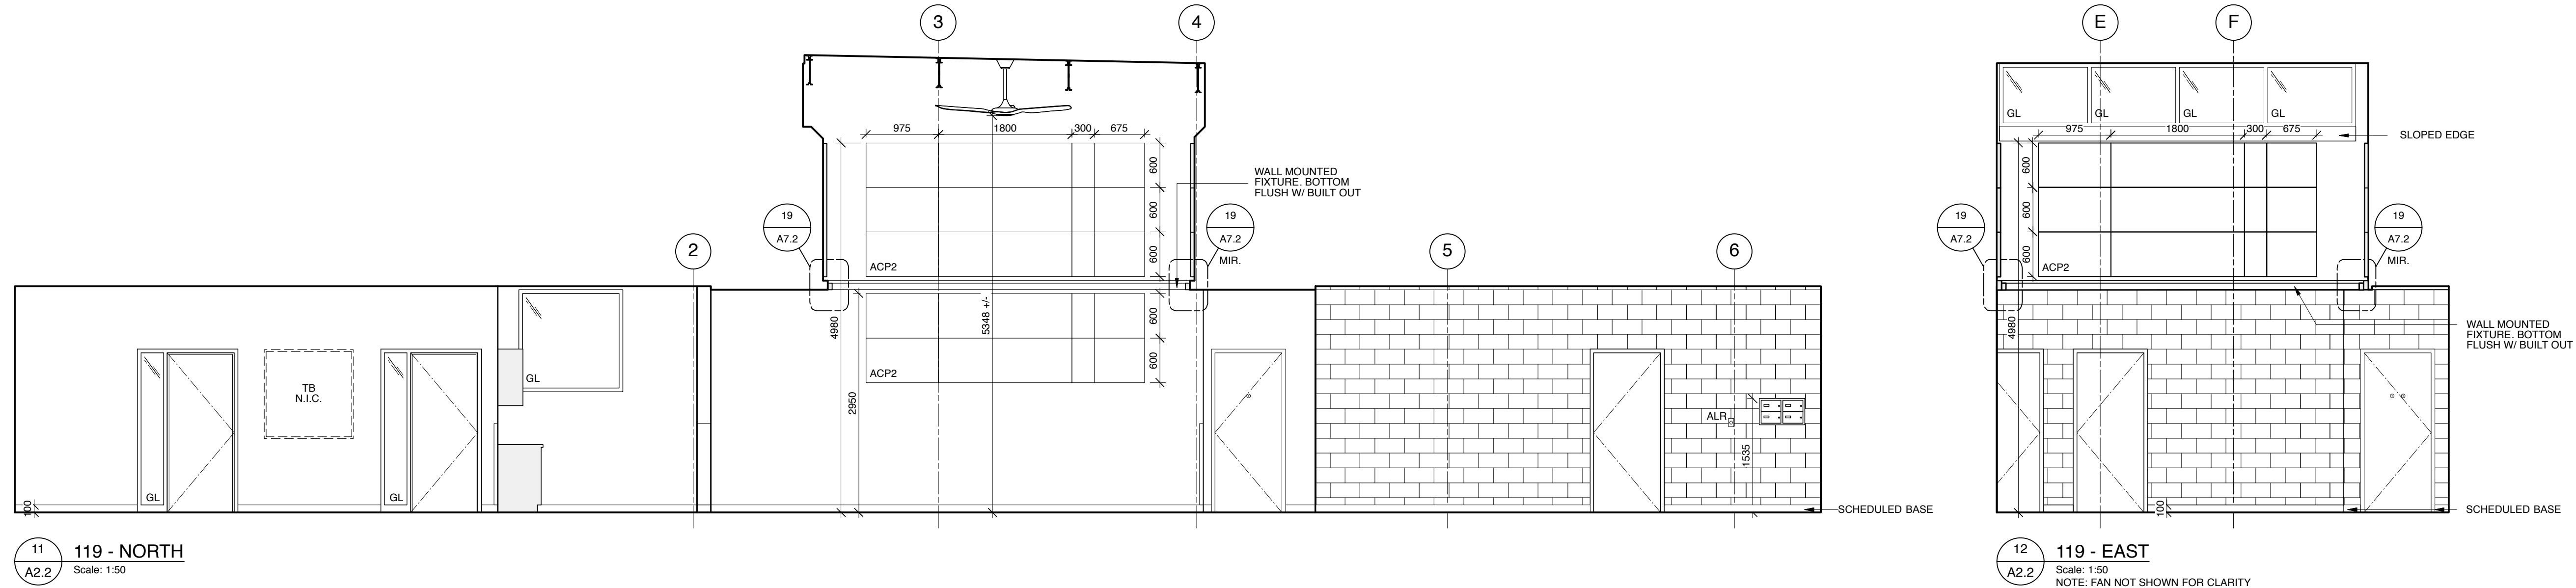 3
4
975
1800
300
675
600
600
600
ACP2
WALL MOUNTED
FIXTURE. BOTTOM
FLUSH W/ BUILT OUT
19
A7.2
19
A7.2
MIR.
2
5
6
4980
5348 +/-
2950
600
600
ACP2
GL
TB
N.I.C.
GL
GL
100
ALR
1535
SCHEDULED BASE
11
A2.2
119 - NORTH
Scale: 1:50
E
F
GL
GL
GL
GL
975
1800
300
675
SLOPED EDGE
600
600
600
ACP2
19
A7.2
19
A7.2
MIR.
4980
WALL MOUNTED
FIXTURE. BOTTOM
FLUSH W/ BUILT OUT
100
SCHEDULED BASE
12
A2.2
119 - EAST
Scale: 1:50
NOTE: FAN NOT SHOWN FOR CLARITY